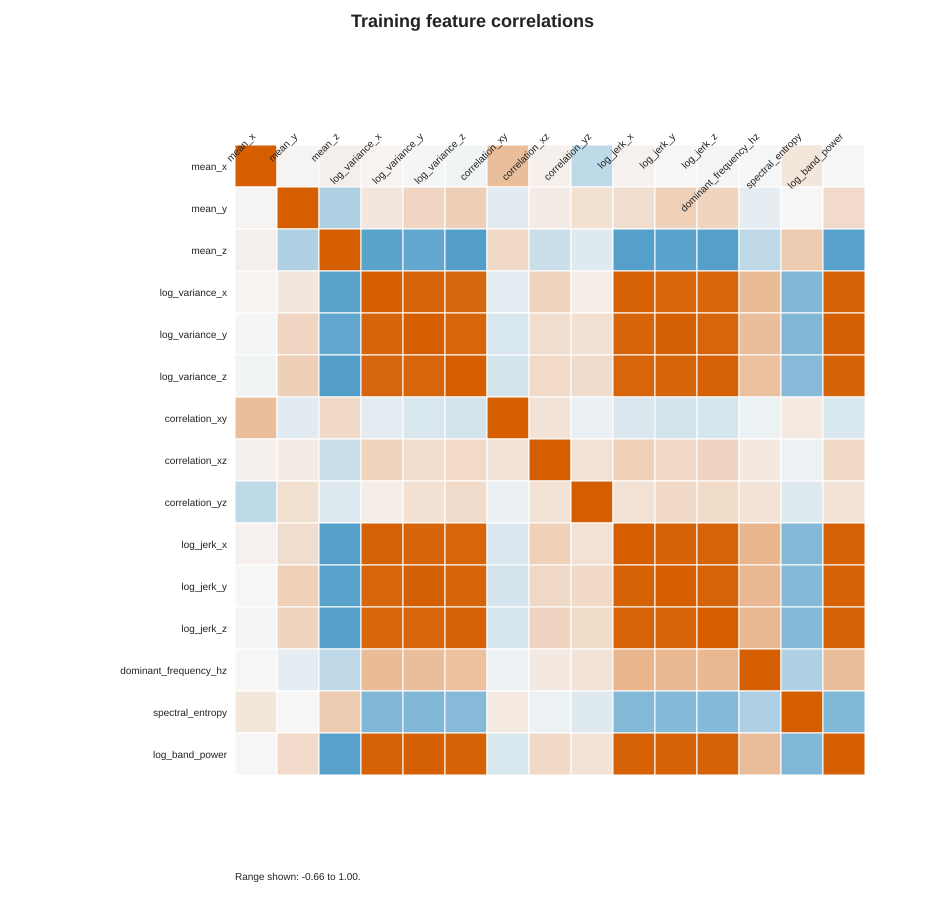 Training feature correlations
mean_x
mean_y
mean_z
log_variance_x
log_variance_y
log_variance_z
correlation_xy
correlation_xz
correlation_yz
log_jerk_x
log_jerk_y
log_jerk_z
dominant_frequency_hz
spectral_entropy
log_band_power
mean_x
mean_y
mean_z
log_variance_x
log_variance_y
log_variance_z
correlation_xy
correlation_xz
correlation_yz
log_jerk_x
log_jerk_y
log_jerk_z
dominant_frequency_hz
spectral_entropy
log_band_power
Range shown: -0.66 to 1.00.